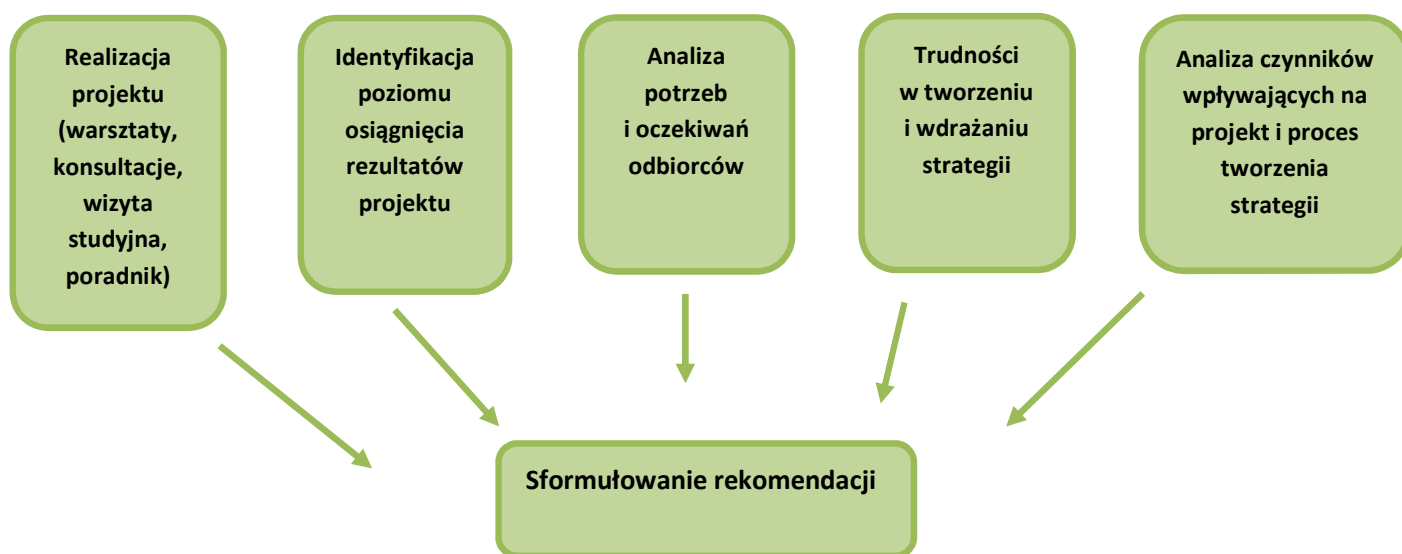 Realizacja
projektu
(warsztaty,
konsultacje,
wizyta
studyjna,
poradnik)
Identyfikacja
poziomu
osiągnięcia
rezultatów
projektu
Analiza
potrzeb
i oczekiwań
odbiorców
Trudności
w tworzeniu
i wdrażaniu
strategii
Analiza czynników
wpływających na
projekt i proces
tworzenia
strategii
Sformułowanie rekomendacji